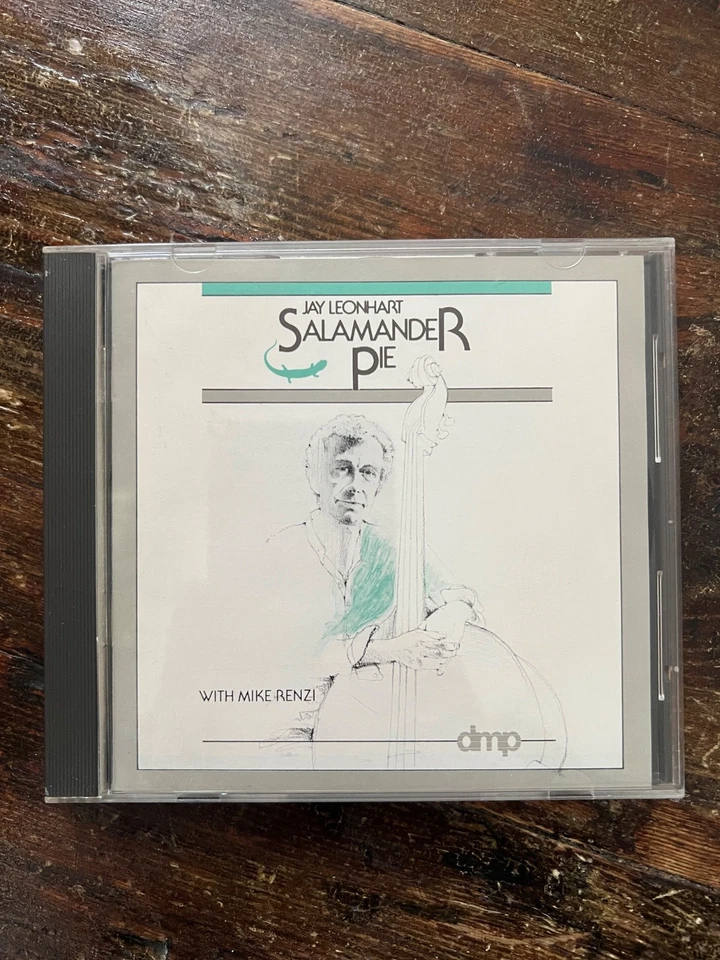 JAY LEONHART
SALAMANDER
PIE
WITH MIKE RENZI
dmp